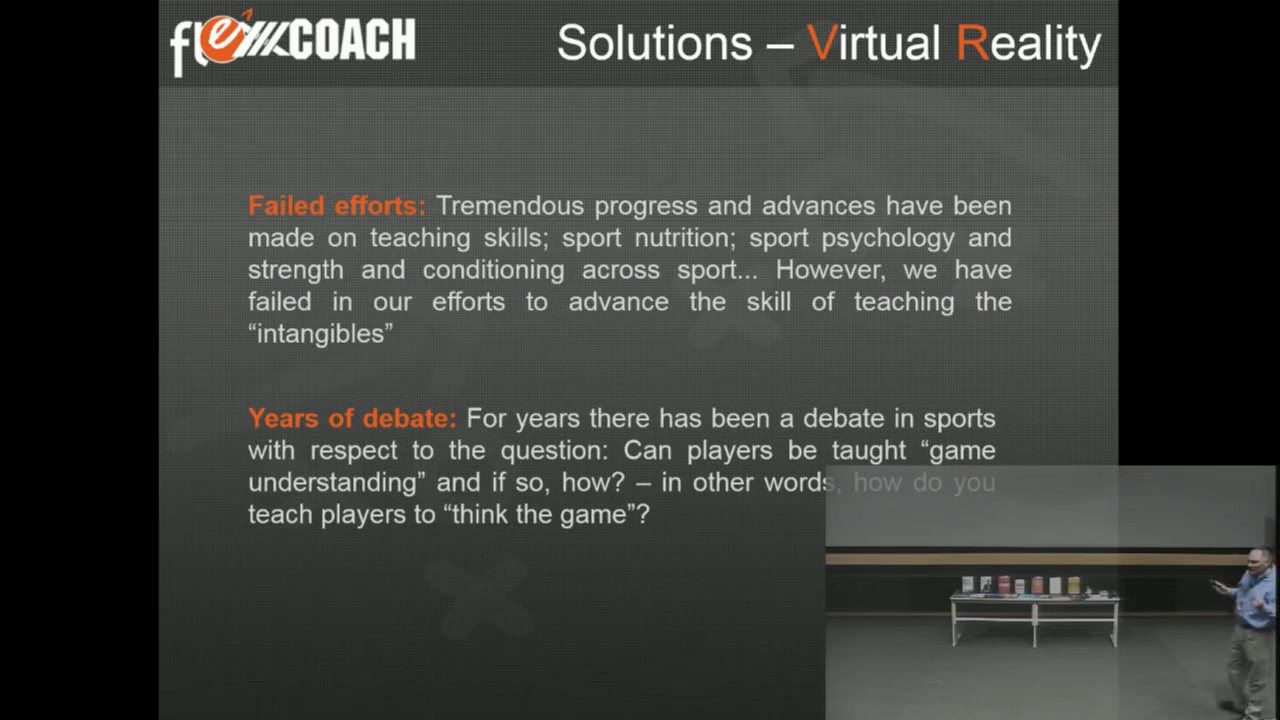 flexxCOACH
Solutions – Virtual Reality
Failed efforts: Tremendous progress and advances have been
made on teaching skills; sport nutrition; sport psychology and
strength and conditioning across sport... However, we have
failed in our efforts to advance the skill of teaching the
“intangibles”
Years of debate: For years there has been a debate in sports
with respect to the question: Can players be taught “game
understanding” and if so, how? – in other words, how do you
teach players to “think the game”?